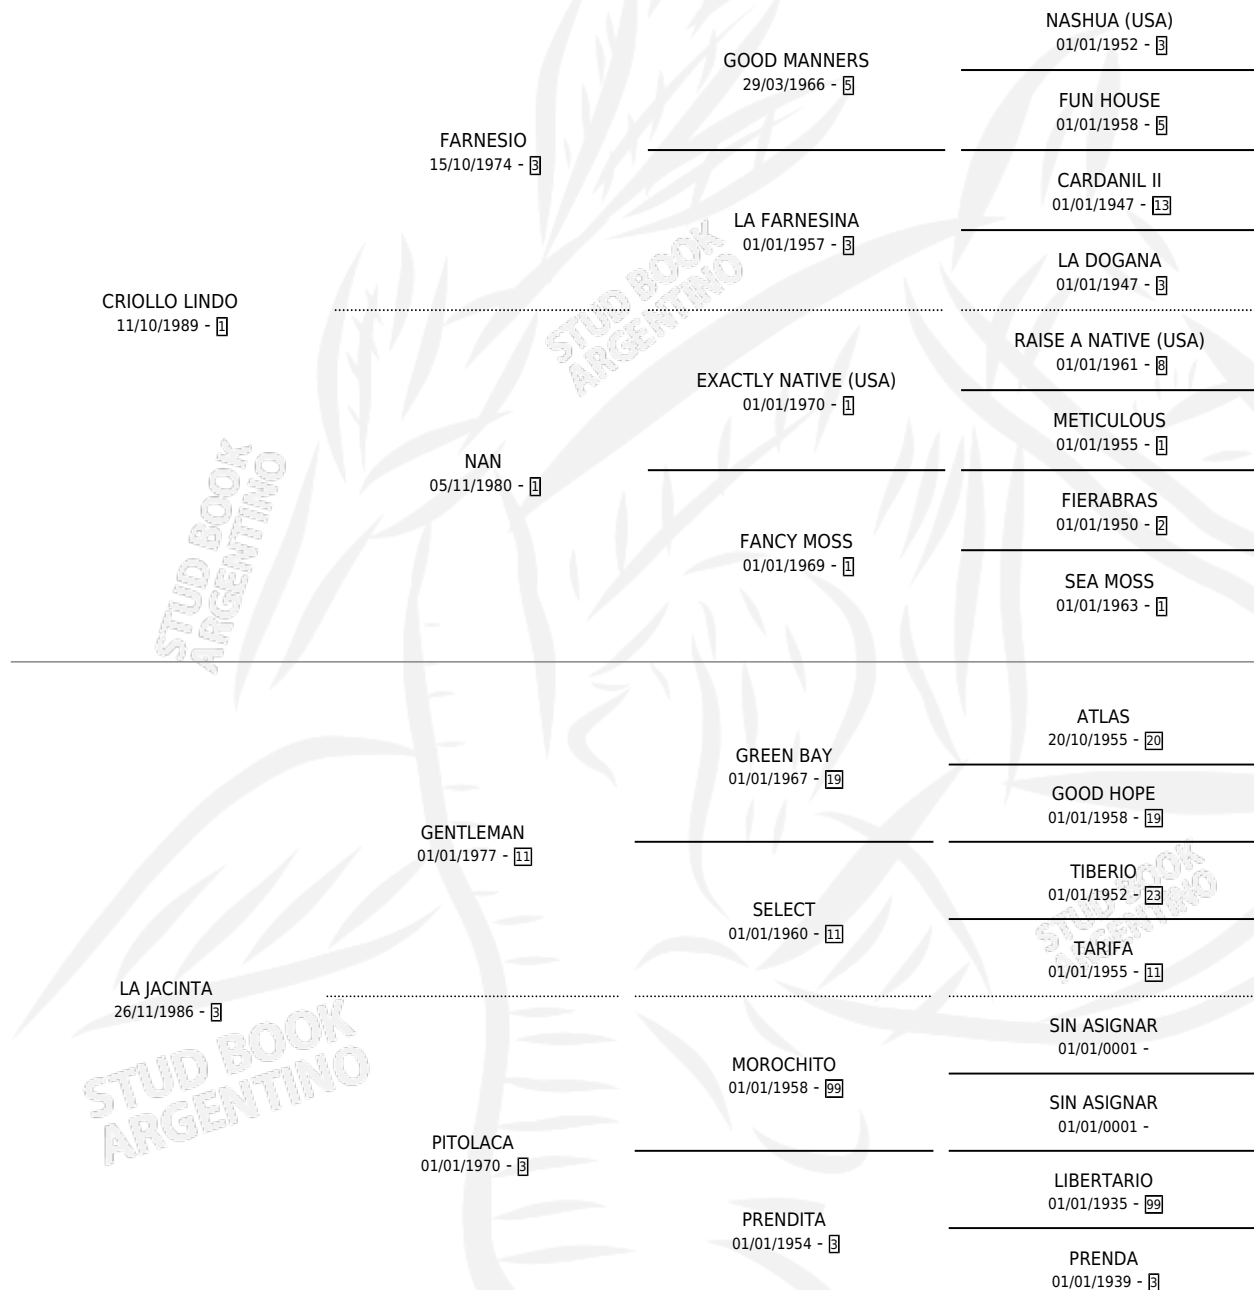 NASHUA (USA)
01/01/1952 - 3
GOOD MANNERS
29/03/1966 - 5
FUN HOUSE
01/01/1958 - 5
FARNESIO
15/10/1974 - 3
CARDANIL II
01/01/1947 - 13
LA FARNESINA
01/01/1957 - 3
LA DOGANA
01/01/1947 - 3
CRIOLLO LINDO
11/10/1989 - 1
RAISE A NATIVE (USA)
01/01/1961 - 8
EXACTLY NATIVE (USA)
01/01/1970 - 1
METICULOUS
01/01/1955 - 1
NAN
05/11/1980 - 1
FIERABRAS
01/01/1950 - 2
FANCY MOSS
01/01/1969 - 1
SEA MOSS
01/01/1963 - 1
STUD BOOK
ARGENTINO
STUD BOOK
ARGENTINO
ATLAS
20/10/1955 - 20
GREEN BAY
01/01/1967 - 19
GOOD HOPE
01/01/1958 - 19
GENTLEMAN
01/01/1977 - 11
TIBERIO
01/01/1952 - 23
SELECT
01/01/1960 - 11
TARIFA
01/01/1955 - 11
LA JACINTA
26/11/1986 - 3
SIN ASIGNAR
01/01/0001 -
MOROCHITO
01/01/1958 - 99
SIN ASIGNAR
01/01/0001 -
PITOLACA
01/01/1970 - 3
LIBERTARIO
01/01/1935 - 99
PRENDITA
01/01/1954 - 3
PRENDA
01/01/1939 - 3
STUD BOOK
ARGENTINO
STUD BOOK
ARGENTINO